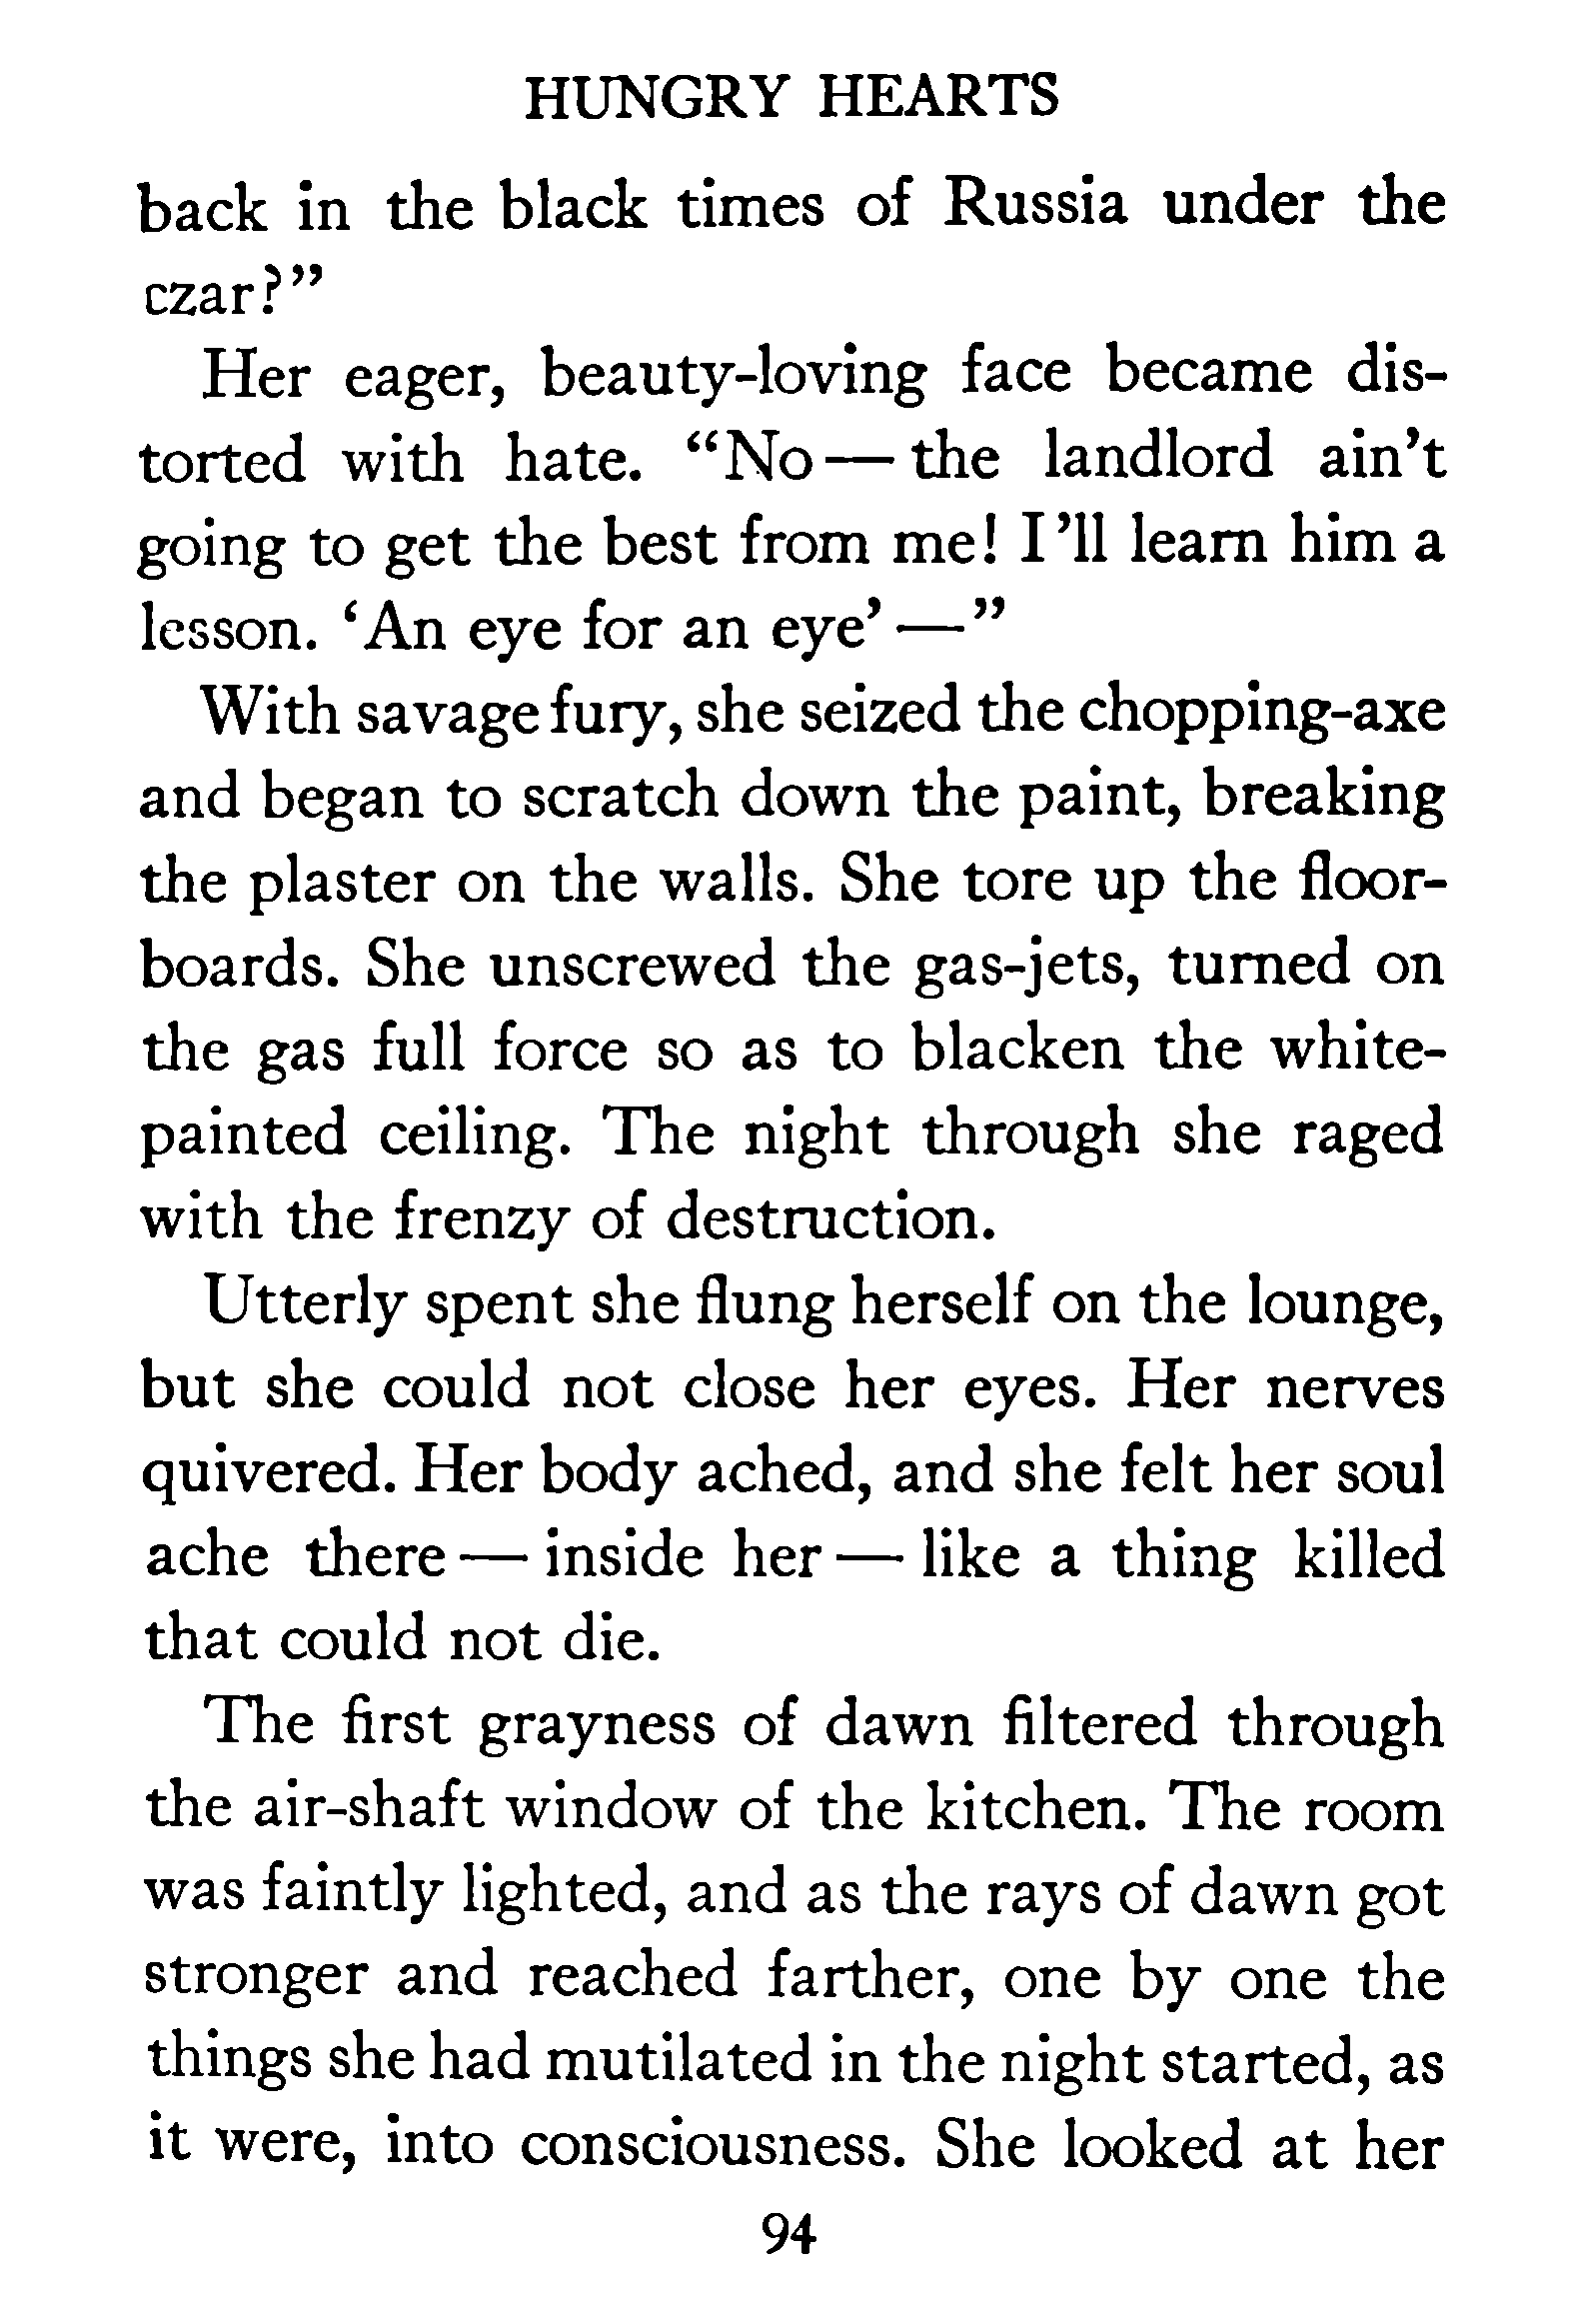 HUNGRY HEARTS
back in the black times of Russia under the
czar?”
Her eager, beauty-loving face became dis-
torted with hate. “No — the landlord ain’t
going to get the best from me! I’ll learn him a
lesson. ‘An eye for an eye’ —”
With savage fury, she seized the chopping-axe
and began to scratch down the paint, breaking
the plaster on the walls. She tore up the floor-
boards. She unscrewed the gas-jets, turned on
the gas full force so as to blacken the white-
painted ceiling. The night through she raged
with the frenzy of destruction.
Utterly spent she flung herself on the lounge,
but she could not close her eyes. Her nerves
quivered. Her body ached, and she felt her soul
ache there — inside her — like a thing killed
that could not die.
The first grayness of dawn filtered through
the air-shaft window of the kitchen. The room
was faintly lighted, and as the rays of dawn got
stronger and reached farther, one by one the
things she had mutilated in the night started, as
it were, into consciousness. She looked at her
94